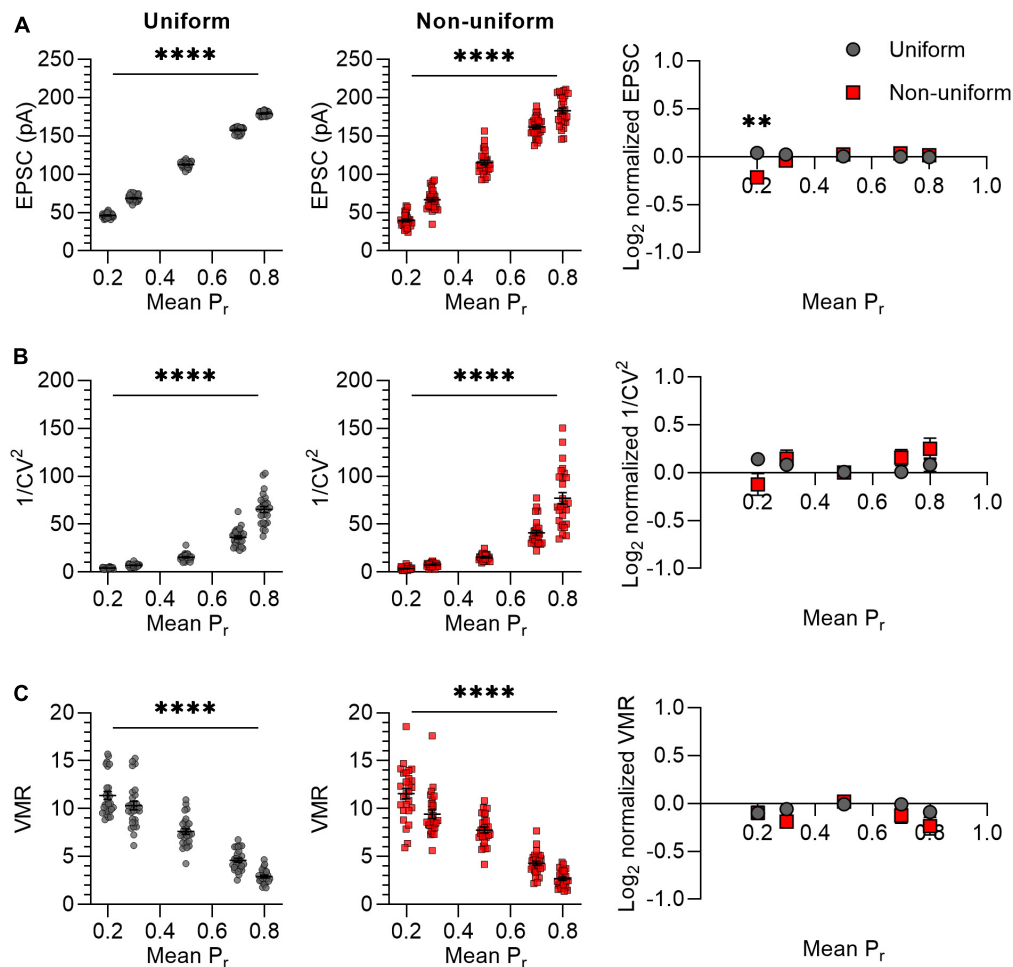 A
Uniform
Non-uniform
****
****
**
Uniform
Non-uniform
EPSC (pA)
250
200
150
100
50
0
0.2 0.4 0.6 0.8
Mean Pr
EPSC (pA)
250
200
150
100
50
0
0.2 0.4 0.6 0.8
Mean Pr
Log2 normalized EPSC
1.0
0.5
0.0
-0.5
-1.0
0.2 0.4 0.6 0.8 1.0
Mean Pr
B
****
****
1/CV2
200
150
100
50
0
0.2 0.4 0.6 0.8
Mean Pr
1/CV2
200
150
100
50
0
0.2 0.4 0.6 0.8
Mean Pr
Log2 normalized 1/CV2
1.0
0.5
0.0
-0.5
-1.0
0.2 0.4 0.6 0.8 1.0
Mean Pr
C
****
****
VMR
20
15
10
5
0
0.2 0.4 0.6 0.8
Mean Pr
VMR
20
15
10
5
0
0.2 0.4 0.6 0.8
Mean Pr
Log2 normalized VMR
1.0
0.5
0.0
-0.5
-1.0
0.2 0.4 0.6 0.8 1.0
Mean Pr